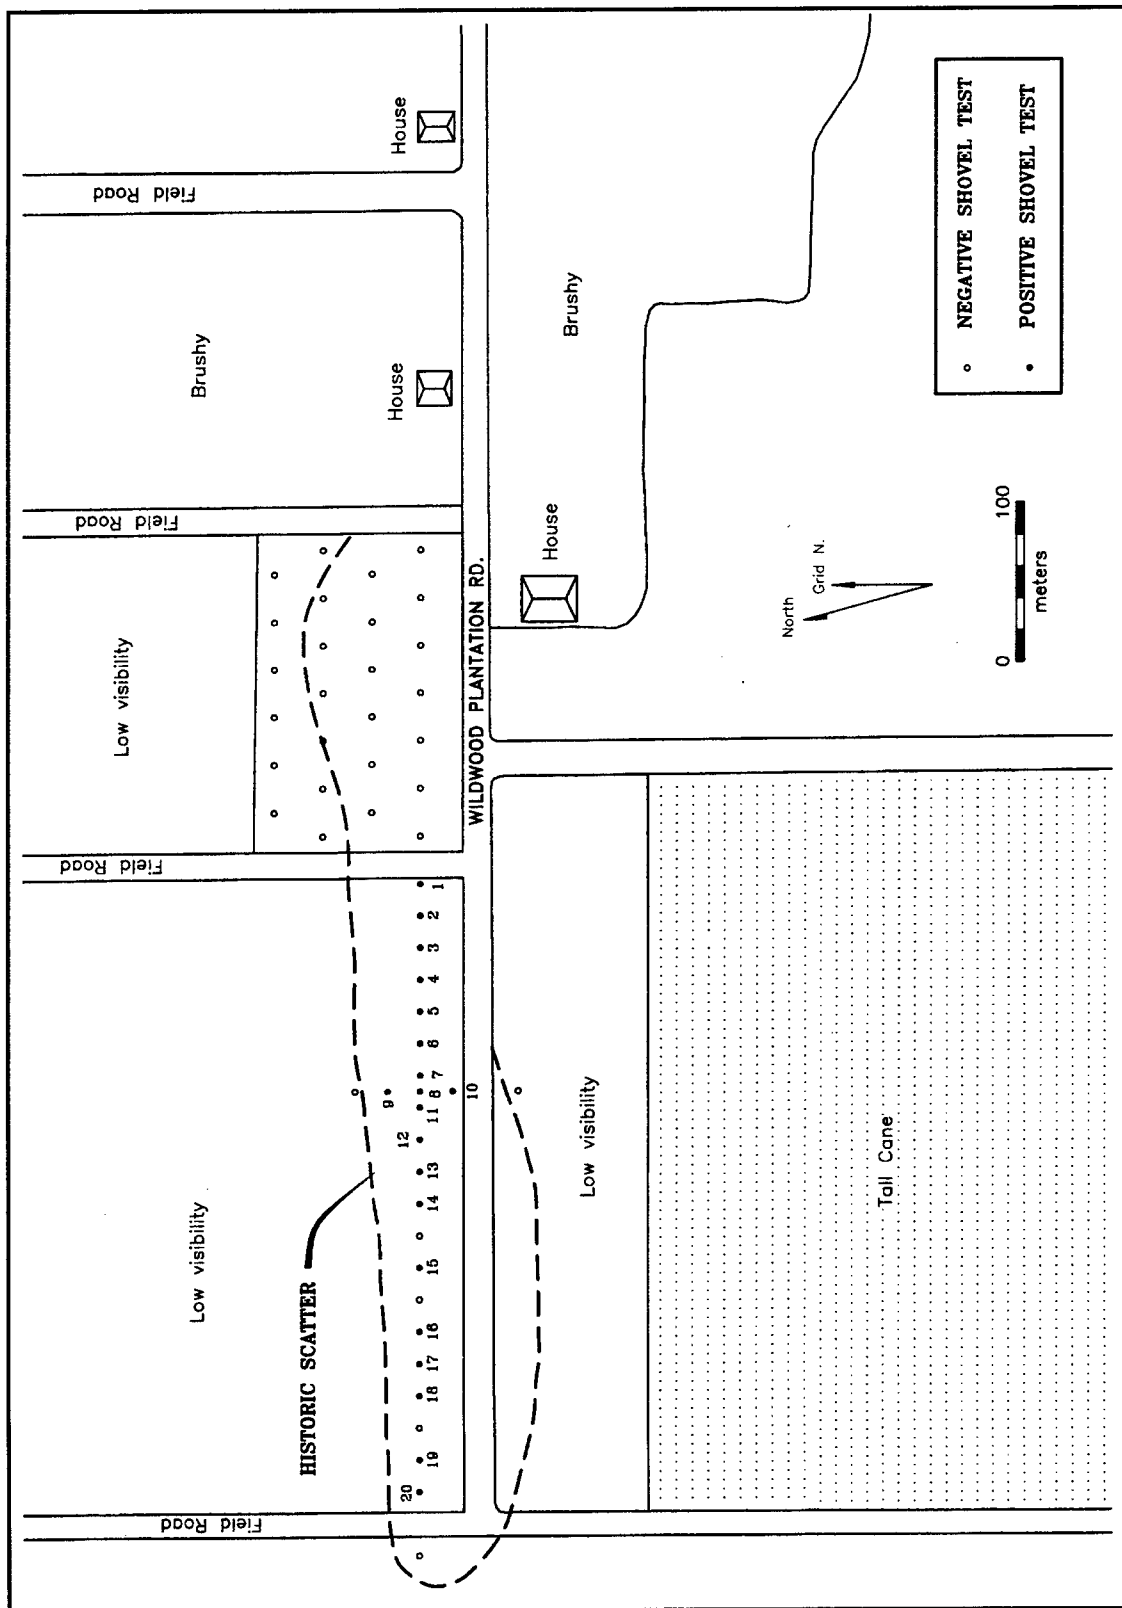 House
Field Road
Brushy
House
Field Road
Low visibility
Field Road
Low visibility
Field Road
WILDWOOD PLANTATION RD.
HISTORIC SCATTER
20
19
18
17
16
15
14
13
12
11
9
8
10
7
6
5
4
3
2
1
Brushy
House
Low visibility
Tall Cane
North
Grid N.
0
100
meters
NEGATIVE SHOVEL TEST
POSITIVE SHOVEL TEST